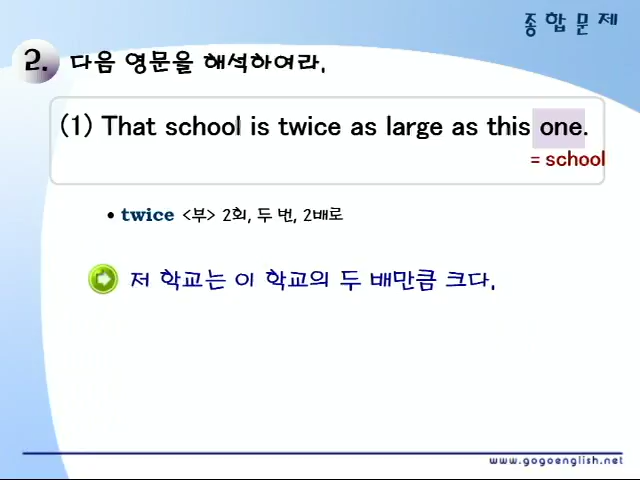 종합문제
2. 다음 영문을 해석하여라.
(1) That school is twice as large as this one.
= school
• twice <부> 2회, 두 번, 2배로
저 학교는 이 학교의 두 배만큼 크다.
www.gogoenglish.net